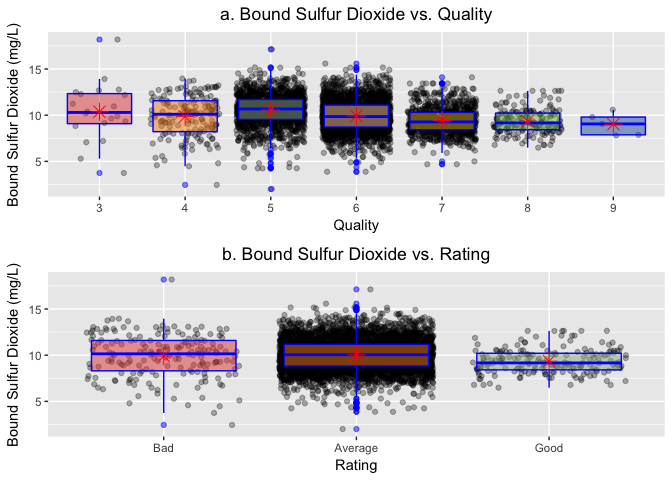 a. Bound Sulfur Dioxide vs. Quality
Bound Sulfur Dioxide (mg/L)
15
10
5
3 4 5 6 7 8 9
Quality
b. Bound Sulfur Dioxide vs. Rating
Bound Sulfur Dioxide (mg/L)
15
10
5
Bad Average Good
Rating